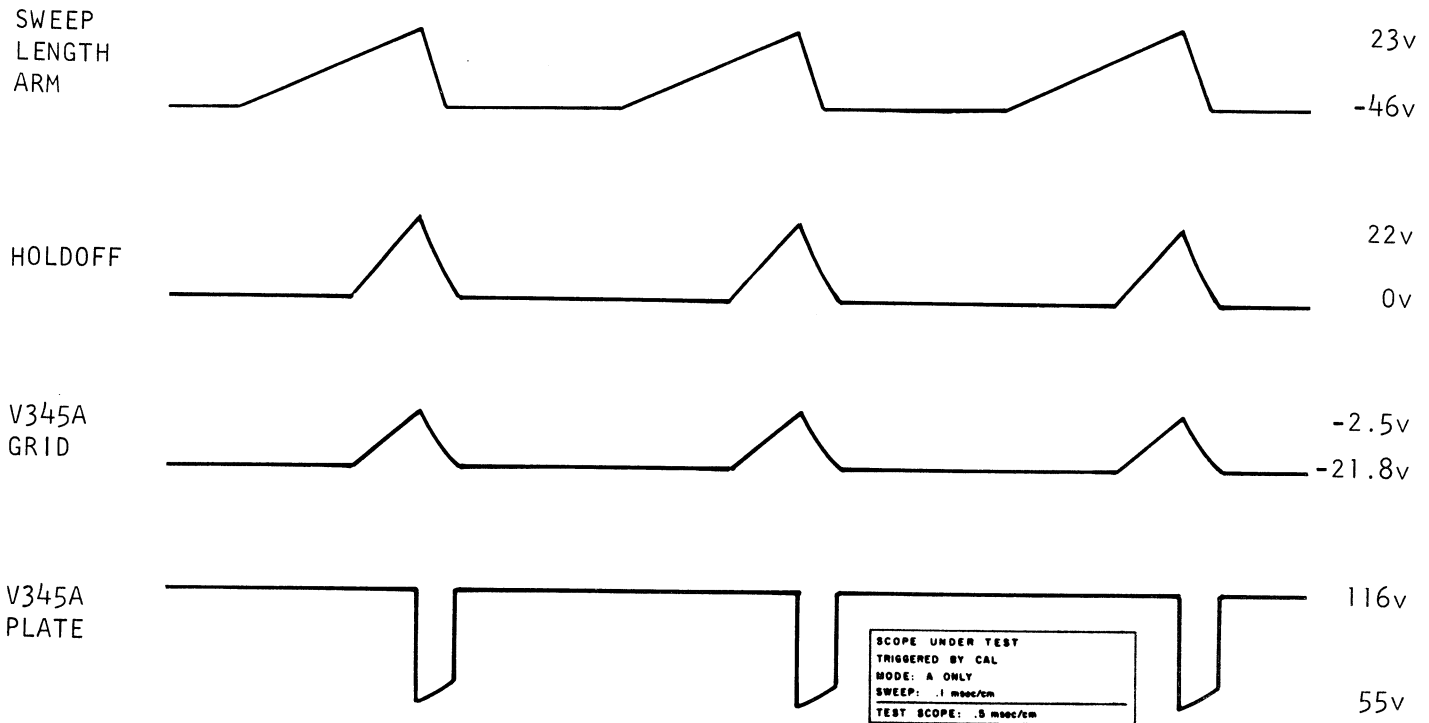 SWEEP
LENGTH
ARM
23v
-46v
HOLDOFF
22v
0v
V345A
GRID
-2.5v
-21.8v
V345A
PLATE
116v
55v
SCOPE UNDER TEST
TRIGGERED BY CAL
MODE: A ONLY
SWEEP: .1 msec/cm
TEST SCOPE: .5 msec/cm